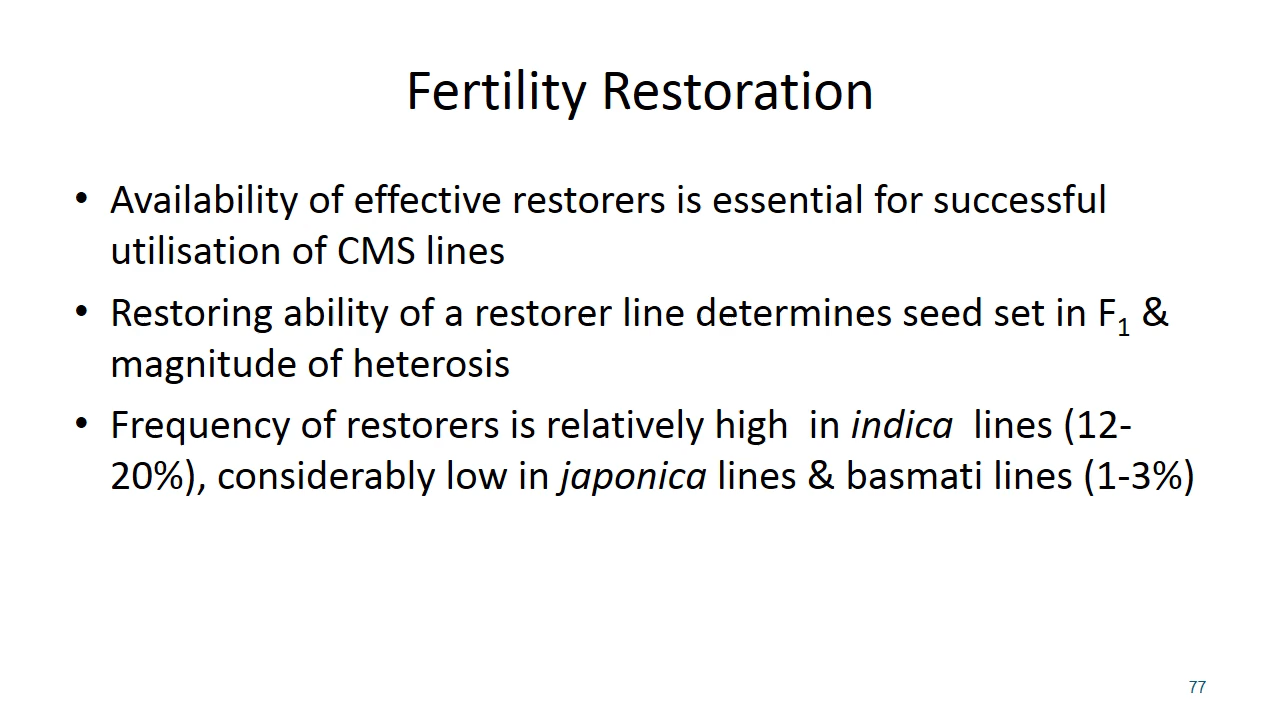 Fertility Restoration
• Availability of effective restorers is essential for successful
utilisation of CMS lines
• Restoring ability of a restorer line determines seed set in F1 &
magnitude of heterosis
• Frequency of restorers is relatively high  in indica  lines (12-
20%), considerably low in japonica lines & basmati lines (1-3%)
77